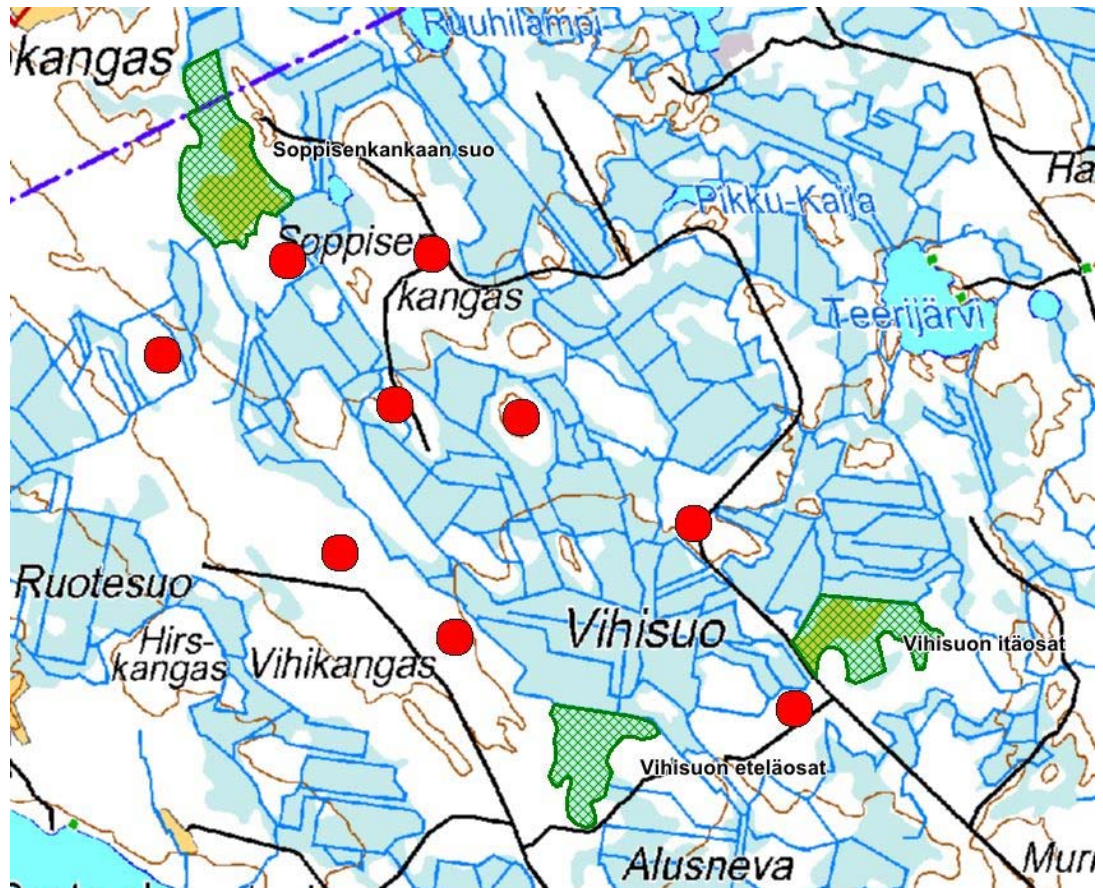 Ruuhilampi
kangas
Soppisenkankaan suo
Ha
Pikku-Kaija
Soppisen
kangas
Teerijärvi
Ruotesuo
Hirs-
kangas
Vihikangas
Vihisuo
Vihisuon itäosat
Vihisuon eteläosat
Alusneva
Murr